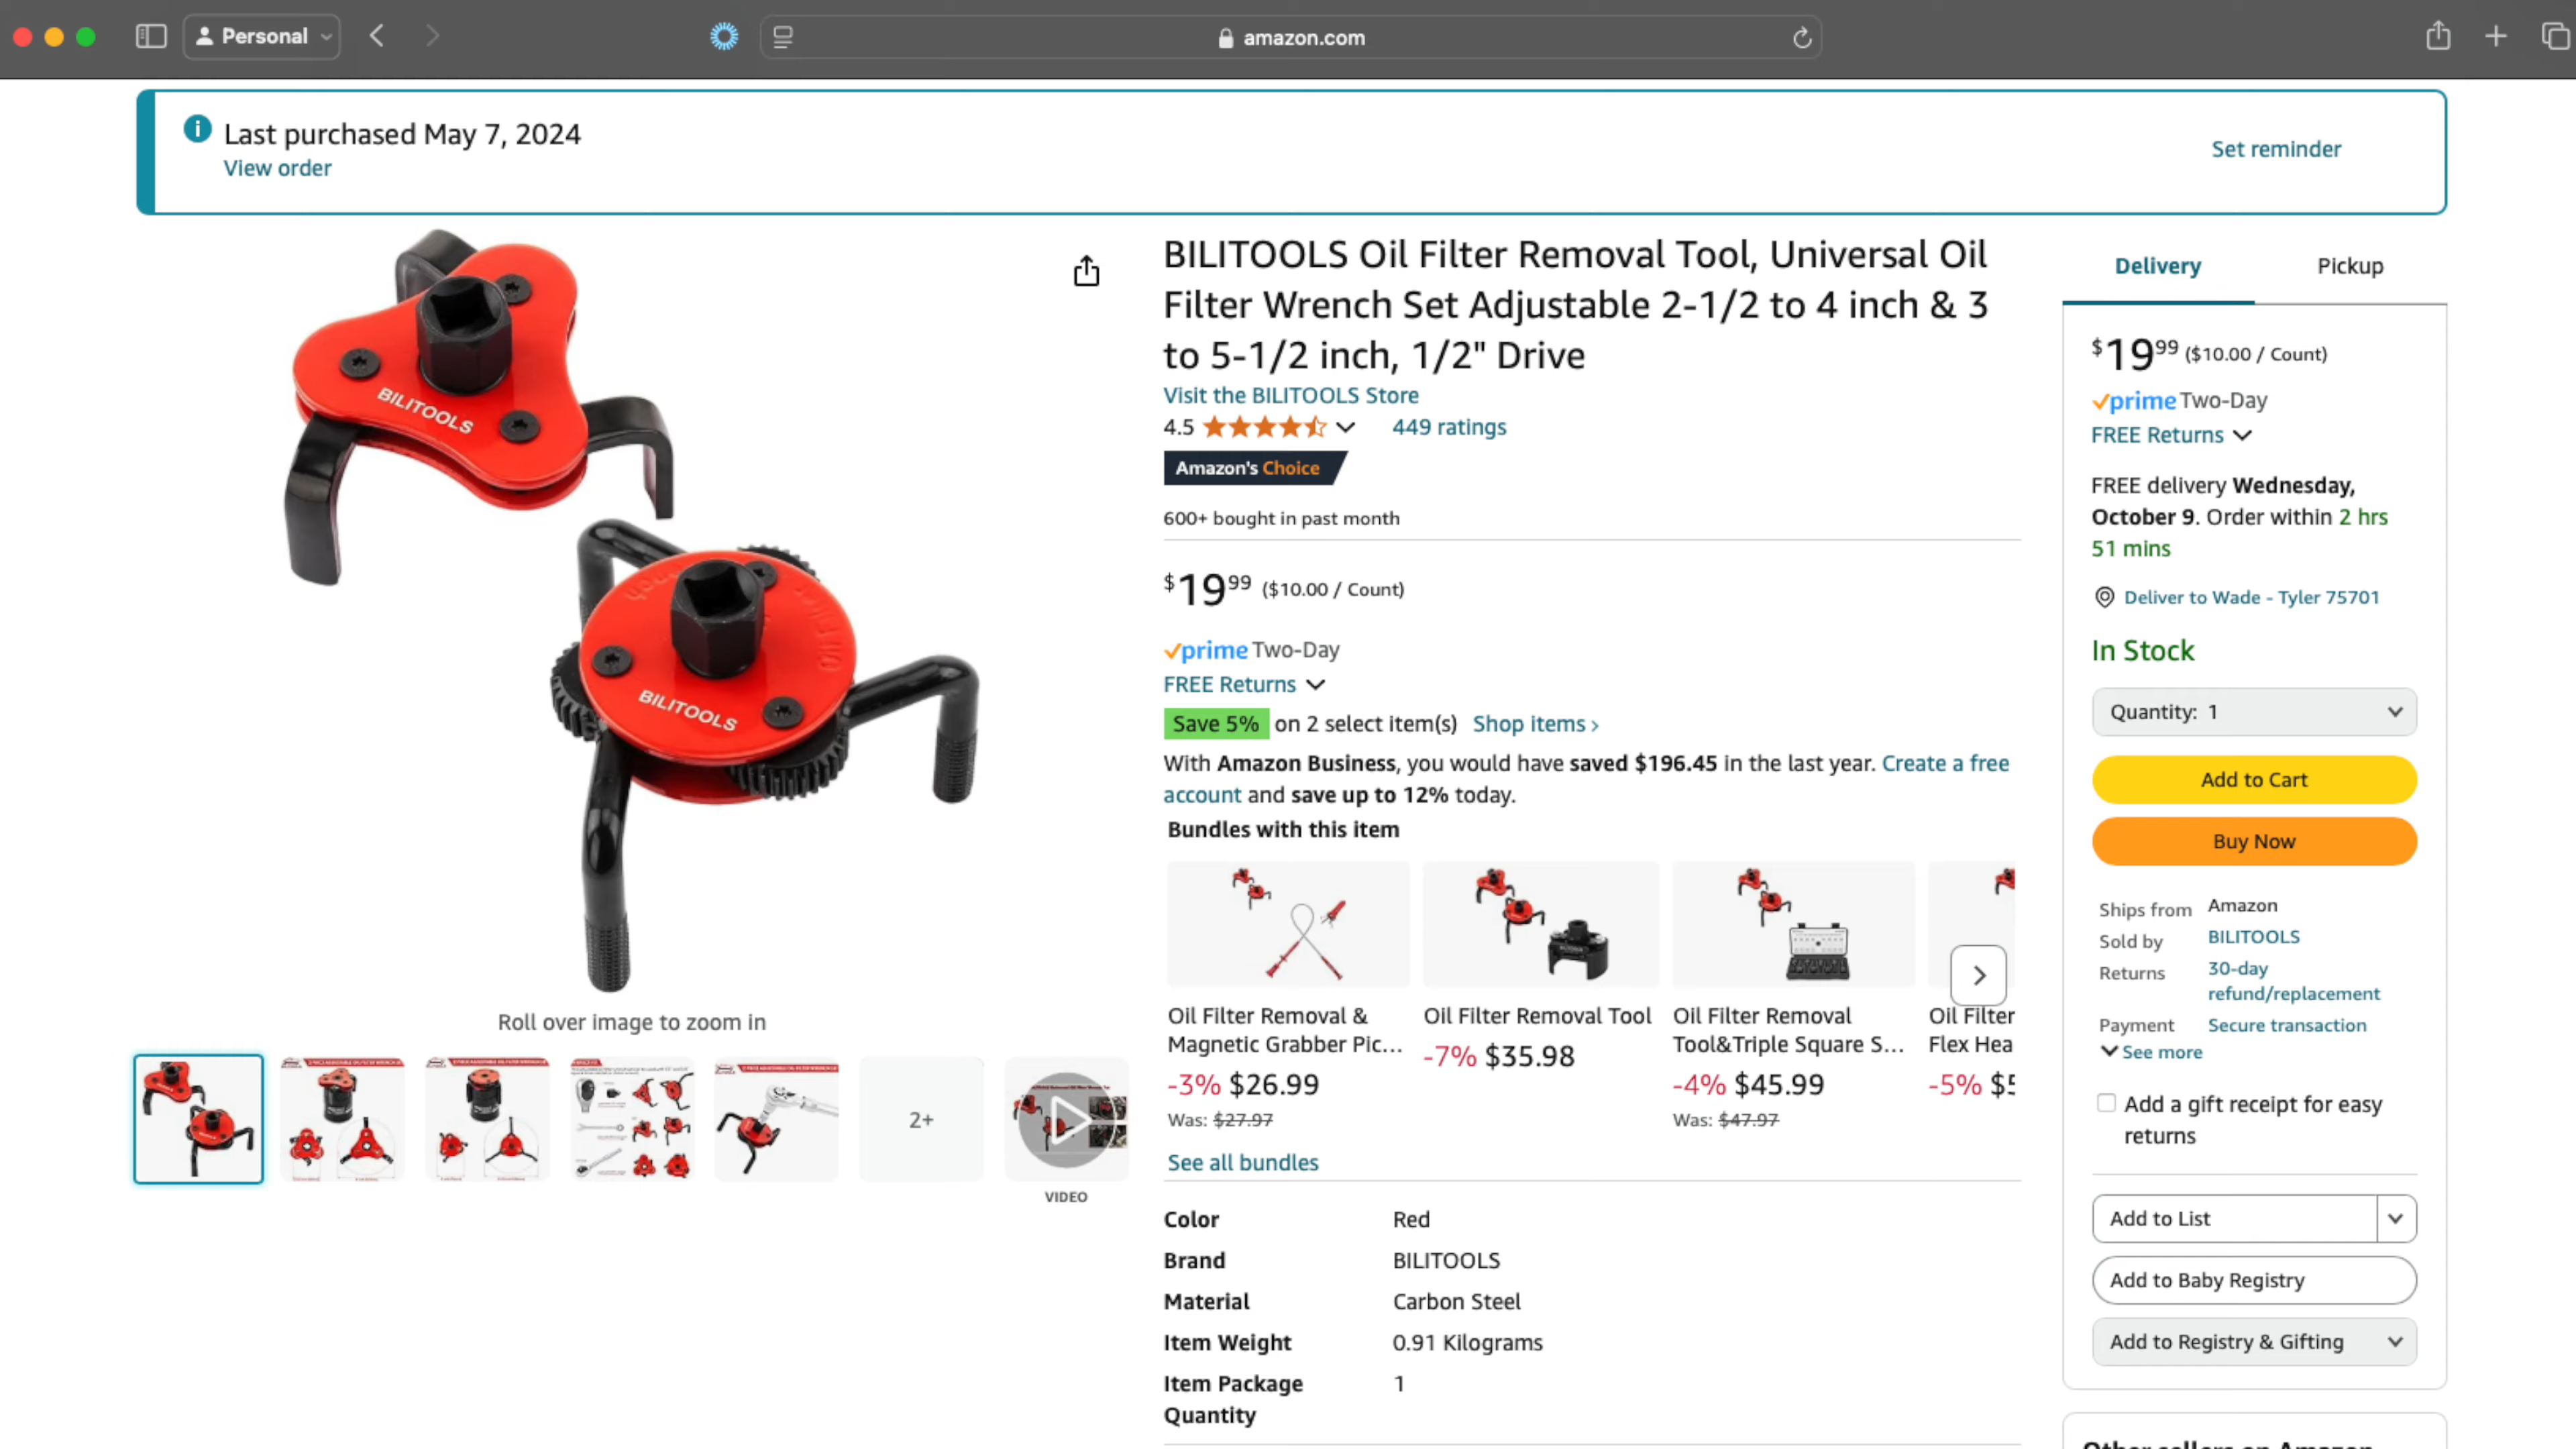 Personal
amazon.com
Last purchased May 7, 2024
View order
Set reminder
BILITOOLS
BILITOOLS
Roll over image to zoom in
2+
VIDEO
BILITOOLS Oil Filter Removal Tool, Universal Oil
Filter Wrench Set Adjustable 2-1/2 to 4 inch & 3
to 5-1/2 inch, 1/2" Drive
Visit the BILITOOLS Store
4.5 449 ratings
Amazon's Choice
600+ bought in past month
$19.99 ($10.00 / Count)
prime Two-Day
FREE Returns
Save 5% on 2 select item(s) Shop items ›
With Amazon Business, you would have saved $196.45 in the last year. Create a free
account and save up to 12% today.
Bundles with this item
Oil Filter Removal &
Magnetic Grabber Pic...
-3% $26.99
Was: $27.97
Oil Filter Removal Tool
-7% $35.98
Oil Filter Removal
Tool&Triple Square S...
-4% $45.99
Was: $47.97
Oil Filter
Flex Hea
-5% $5
See all bundles
Color Red
Brand BILITOOLS
Material Carbon Steel
Item Weight 0.91 Kilograms
Item Package 1
Quantity
Delivery Pickup
$19.99 ($10.00 / Count)
prime Two-Day
FREE Returns
FREE delivery Wednesday,
October 9. Order within 2 hrs
51 mins
Deliver to Wade - Tyler 75701
In Stock
Quantity: 1
Add to Cart
Buy Now
Ships from Amazon
Sold by BILITOOLS
Returns 30-day
refund/replacement
Payment Secure transaction
See more
Add a gift receipt for easy
returns
Add to List
Add to Baby Registry
Add to Registry & Gifting
Other sellers on Amazon